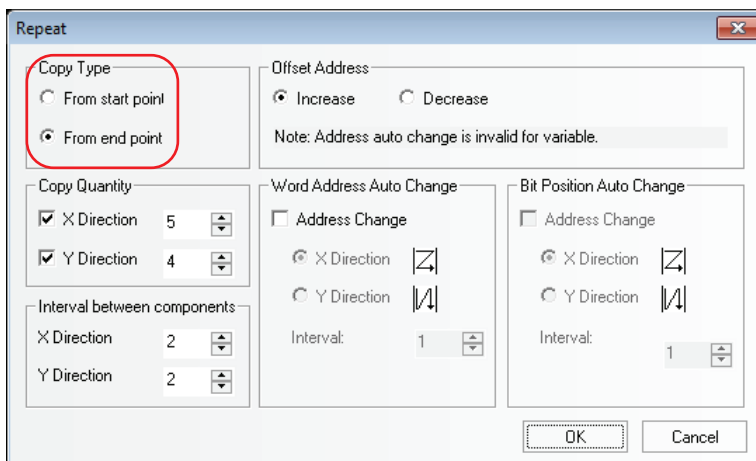 Repeat
Copy Type
From start point
From end point
Offset Address
Increase
Decrease
Note: Address auto change is invalid for variable.
Copy Quantity
X Direction 5
Y Direction 4
Interval between components
X Direction 2
Y Direction 2
Word Address Auto Change
Address Change
X Direction
Y Direction
Interval: 1
Bit Position Auto Change
Address Change
X Direction
Y Direction
Interval: 1
OK
Cancel